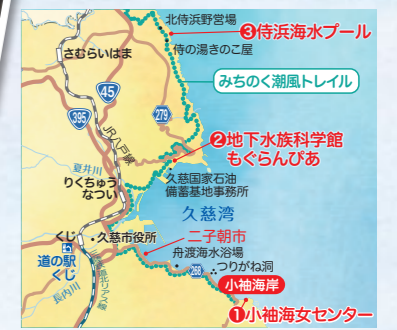 北侍浜野営場
❸侍浜海水プール
さむらいはま
侍の湯きのこ屋
みちのく潮風トレイル
45
395
JR八戸線
279
❷地下水族科学館
もぐらんぴあ
夏井川
りくちゅう
なつい
久慈国家石油
備蓄基地事務所
久慈湾
くじ
久慈市役所
二子朝市
道の駅
くじ
舟渡海水浴場
268
つりがね洞
小袖海岸
長内川
❶小袖海女センター